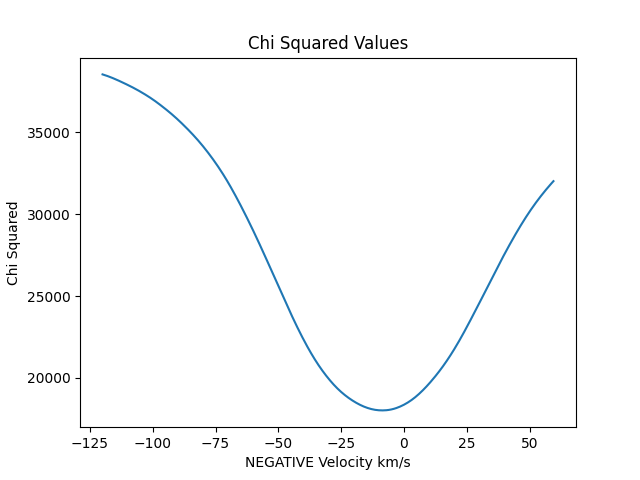 Chi Squared Values
35000
30000
25000
20000
Chi Squared
−125 −100 −75 −50 −25 0 25 50
NEGATIVE Velocity km/s